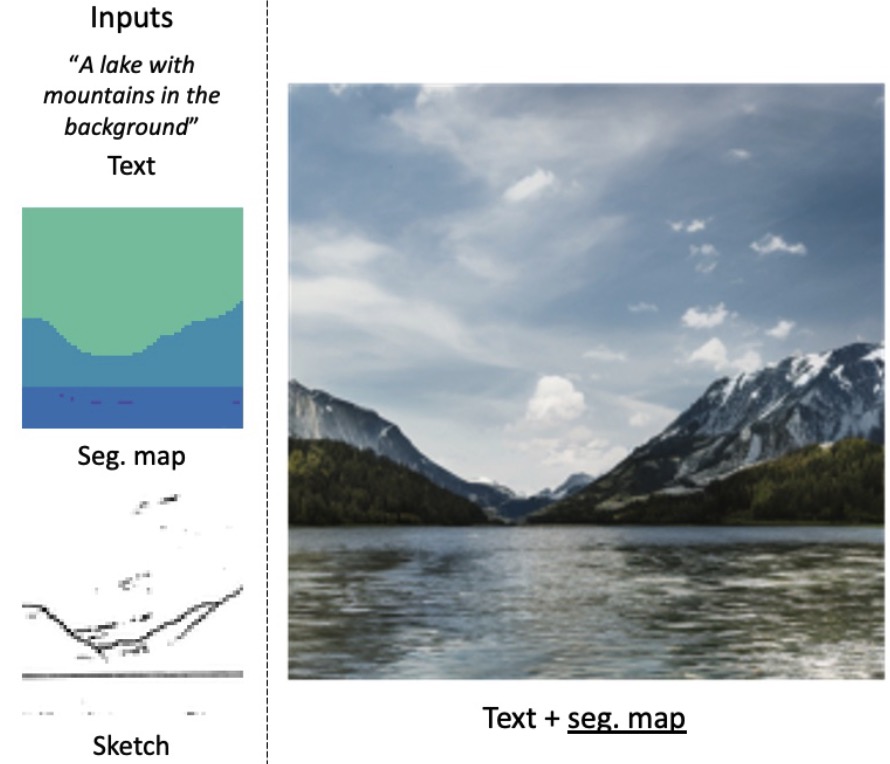 Inputs
“A lake with
mountains in the
background”
Text
Seg. map
Sketch
Text + seg. map